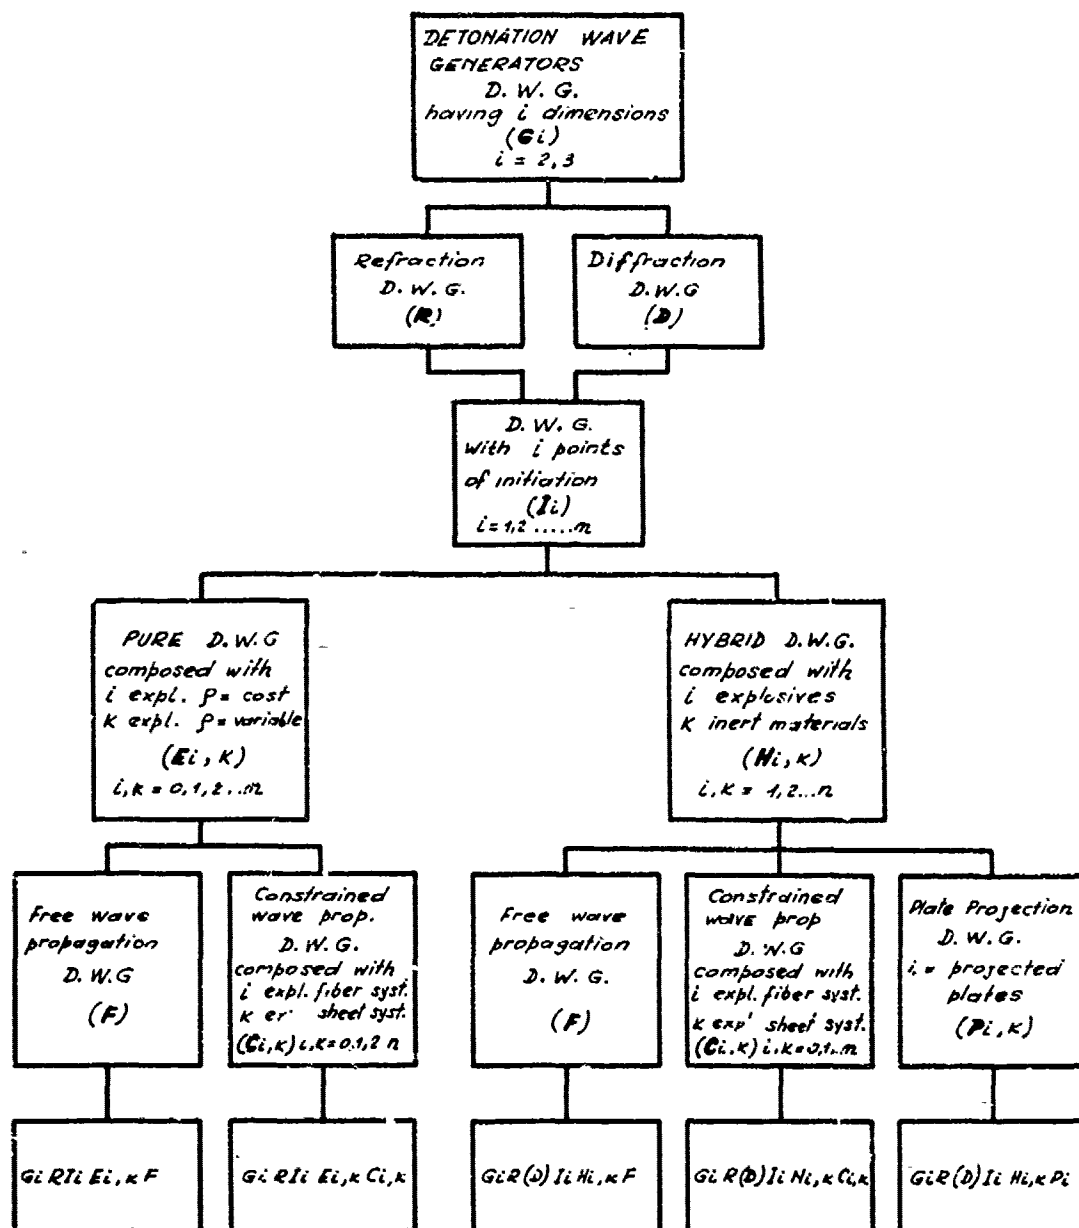 DETONATION WAVE
GENERATORS
D. W. G.
having i dimensions
(Gi)
i = 2,3
Refraction
D. W. G.
(R)
Diffraction
D. W. G
(D)
D. W. G.
with i points
of initiation
(Ii)
i=1,2.....n
PURE D.W.G
composed with
i expl. ρ= cost
K expl. ρ= variable
(Ei, K)
i, K = 0,1,2...n
HYBRID D.W.G.
composed with
i explosives
K inert materials
(Hi, K)
i, K = 1,2...n
Free wave
propagation
D. W.G
(F)
Constrained
wave prop.
D. W. G.
composed with
i expl. fiber syst.
K sheet syst.
(Ci,K) i,K=0,1,2 n
Free wave
propagation
D. W. G.
(F)
Constrained
wave prop
D. W.G
composed with
i expl. fiber syst.
K exp' sheet syst.
(Ci,K) i,K=0,1..n
Plate Projection
D. W. G.
i = projected
plates
(Pi, K)
Gi RIi Ei,K F
Gi RIi Ei,K Ci,K
GiR(D) Ii Hi,K F
Gi R(D)Ii Hi,K Ci,K
GiR(D)Ii Hi,K Pi